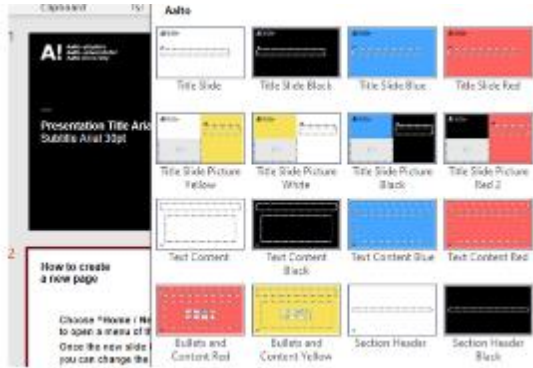 Clipboard
Aalto
1
A!
Title Slide
Title Slide Black
Title Slide Blue
Title Slide Red
Presentation Title Aria
Subtitle Arial 30pt
Title Slide Picture
Yellow
Title Slide Picture
White
Title Slide Picture
Black
Title Slide Picture
Red 2
Text Content
Text Content
Black
Text Content Blue
Text Content Red
2
How to create
a new page
Choose "Home / Ne
to open a menu of t
Once the new slide
you can change the
Bullets and
Content Red
Bullets and
Content Yellow
Section Header
Section Header
Black